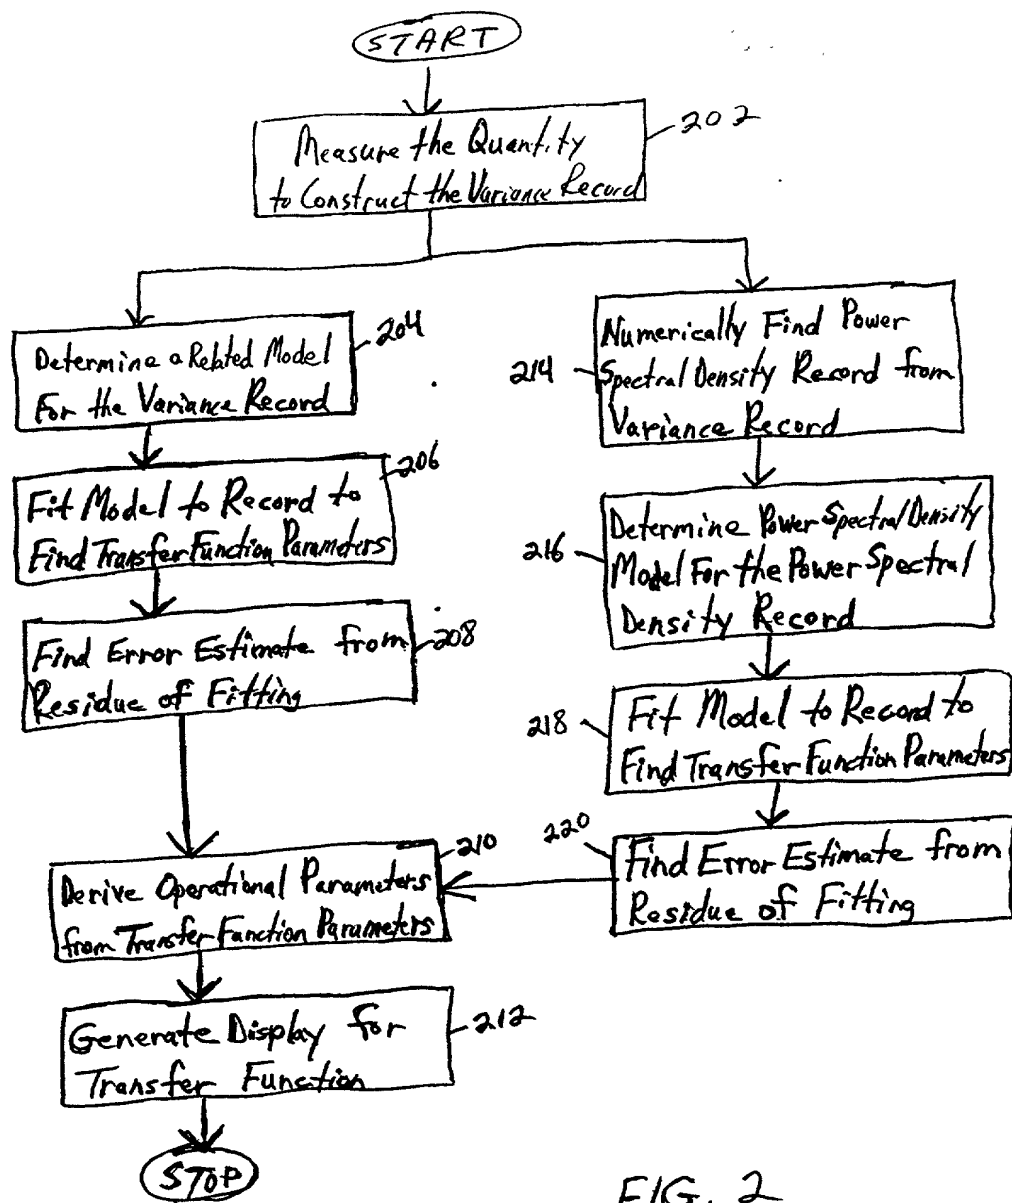 START
Measure the Quantity
to Construct the Variance Record
202
Determine a Related Model
For the Variance Record
204
Fit Model to Record to
Find Transfer Function Parameters
206
Find Error Estimate from
Residue of Fitting
208
Numerically Find Power
Spectral Density Record from
Variance Record
214
Determine Power Spectral Density
Model For the Power Spectral
Density Record
216
Fit Model to Record to
Find Transfer Function Parameters
218
Find Error Estimate from
Residue of Fitting
220
Derive Operational Parameters
from Transfer Function Parameters
210
Generate Display for
Transfer Function
212
STOP
FIG. 2